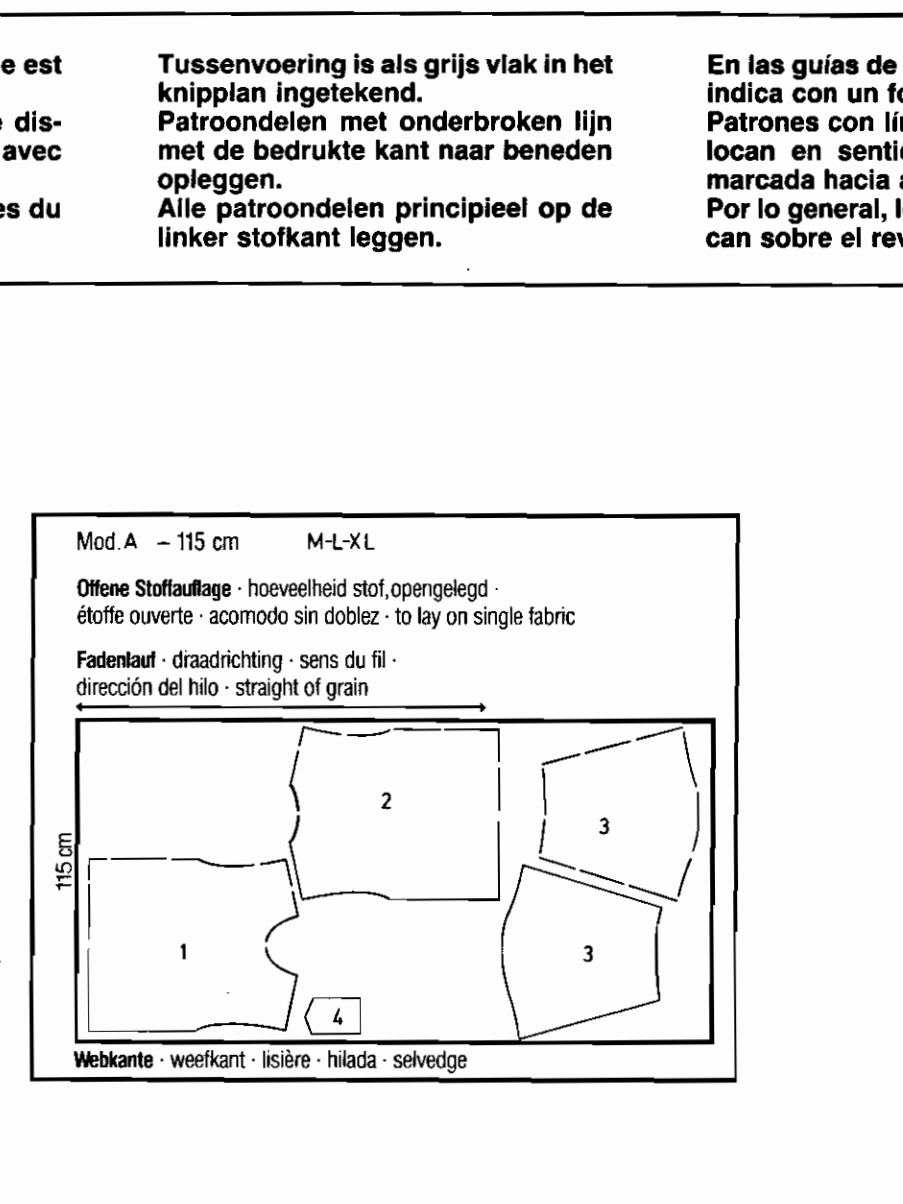 e est
e dis-
avec
es du
Tussenvoering is als grijs vlak in het
knipplan ingetekend.
Patroondelen met onderbroken lijn
met de bedrukte kant naar beneden
opleggen.
Alle patroondelen principieel op de
linker stofkant leggen.
En las guías de
indica con un fo
Patrones con lín
locan en sentid
marcada hacia a
Por lo general, lo
can sobre el rev
Mod. A – 115 cm M-L-XL
Offene Stoffauflage · hoeveelheid stof, opengelegd ·
étoffe ouverte · acomodo sin doblez · to lay on single fabric
Fadenlauf · draadrichting · sens du fil ·
dirección del hilo · straight of grain
115 cm
2
3
1
3
4
Webkante · weefkant · lisière · hilada · selvedge